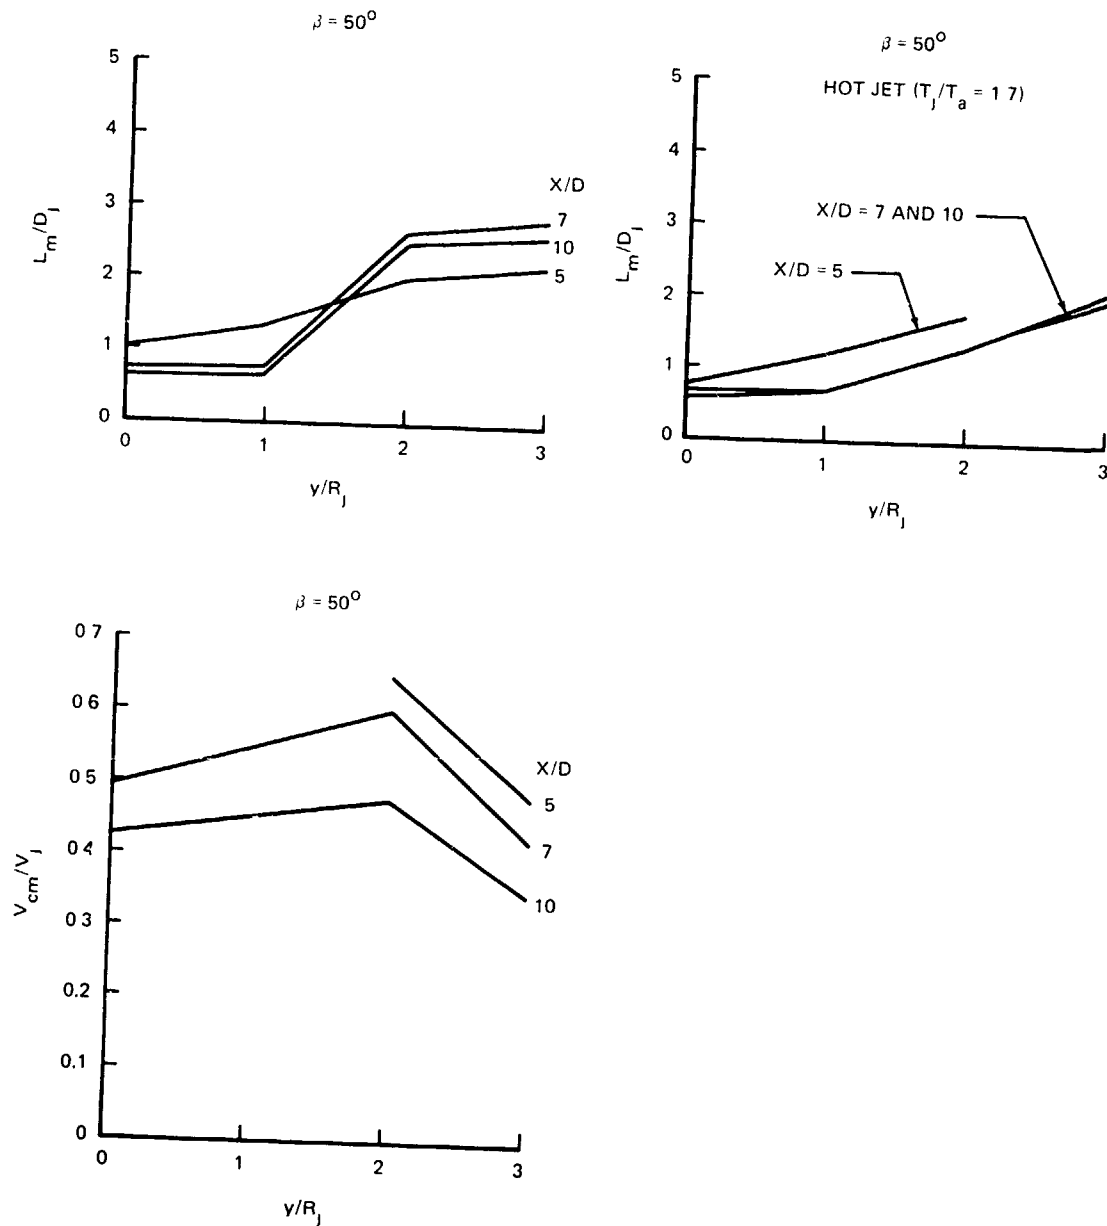 β = 50°
5
4
3
2
1
0
L_m/D_j
0 1 2 3
y/R_j
X/D
7
10
5
β = 50°
HOT JET (T_j/T_a = 1 7)
5
4
3
2
1
0
L_m/D_j
X/D = 7 AND 10
X/D = 5
0 1 2 3
y/R_j
β = 50°
0 7
0.6
0.5
0.4
0 3
0.2
0.1
0
V_cm/V_j
X/D
5
7
10
0 1 2 3
y/R_j